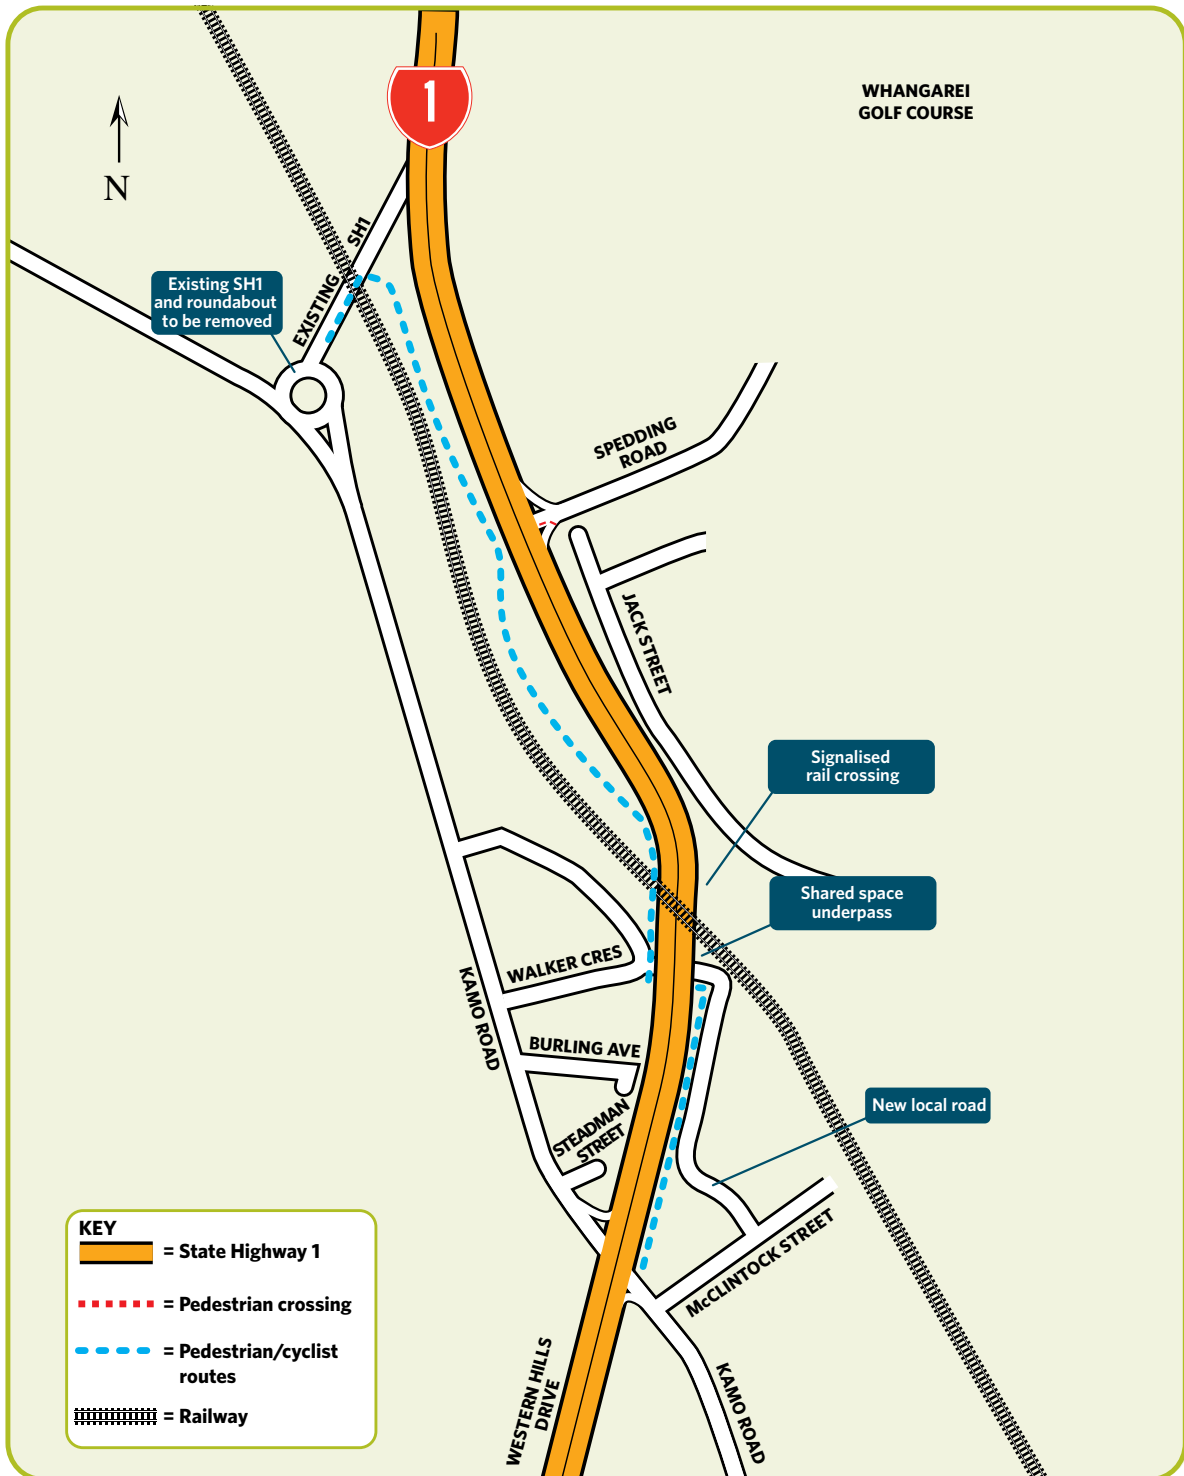 1
WHANGAREI
GOLF COURSE
N
EXISTING SH1
Existing SH1
and roundabout
to be removed
SPEDDING
ROAD
JACK STREET
Signalised
rail crossing
Shared space
underpass
WALKER CRES
KAMO ROAD
BURLING AVE
STEADMAN
STREET
New local road
McCLINTOCK STREET
WESTERN HILLS
DRIVE
KAMO ROAD
KEY
= State Highway 1
= Pedestrian crossing
= Pedestrian/cyclist
routes
= Railway